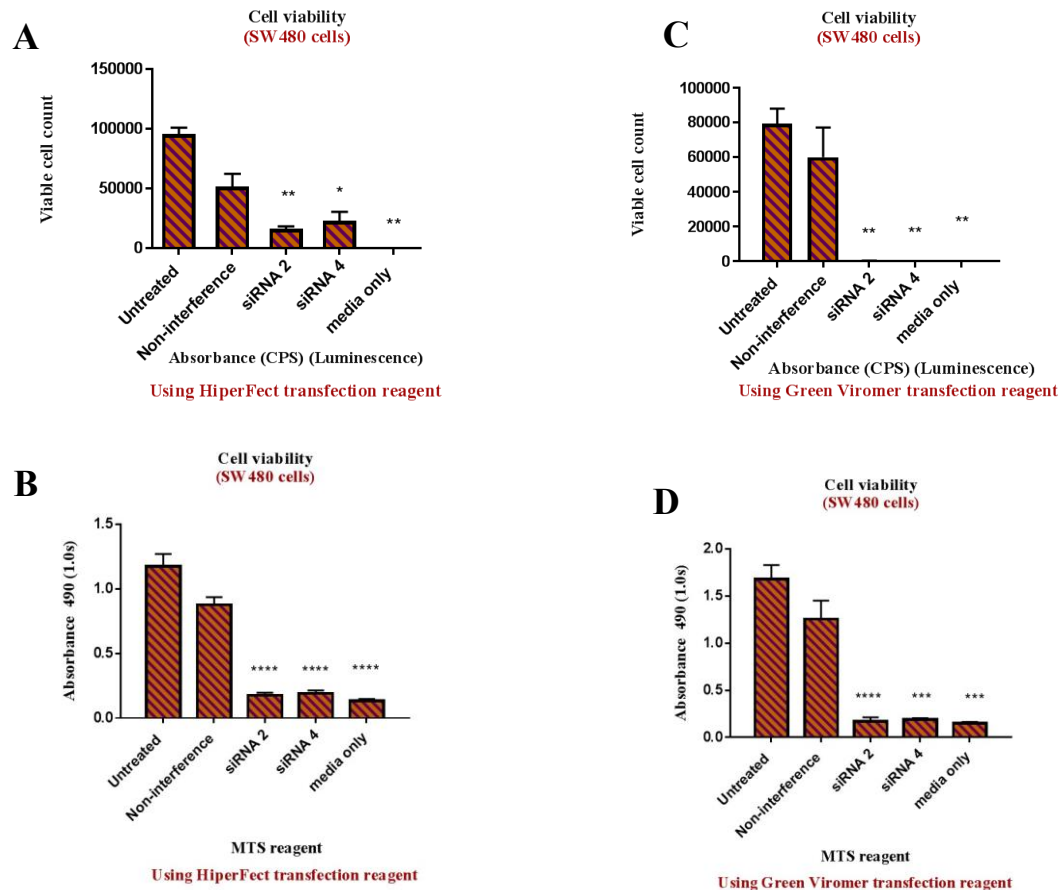 A
Cell viability
(SW480 cells)
Viable cell count
150000
100000
50000
0
**
*
**
Untreated
Non-interference
siRNA 2
siRNA 4
media only
Absorbance (CPS) (Luminescence)
Using HiperFect transfection reagent
C
Cell viability
(SW480 cells)
Viable cell count
100000
80000
60000
40000
20000
0
**
**
**
Untreated
Non-interference
siRNA 2
siRNA 4
media only
Absorbance (CPS) (Luminescence)
Using Green Viromer transfection reagent
B
Cell viability
(SW480 cells)
Absorbance 490 (1.0s)
1.5
1.0
0.5
0.0
****
****
****
Untreated
Non-interference
siRNA 2
siRNA 4
media only
MTS reagent
Using HiperFect transfection reagent
D
Cell viability
(SW480 cells)
Absorbance 490 (1.0s)
2.0
1.5
1.0
0.5
0.0
****
***
***
Untreated
Non-interference
siRNA 2
siRNA 4
media only
MTS reagent
Using Green Viromer transfection reagent